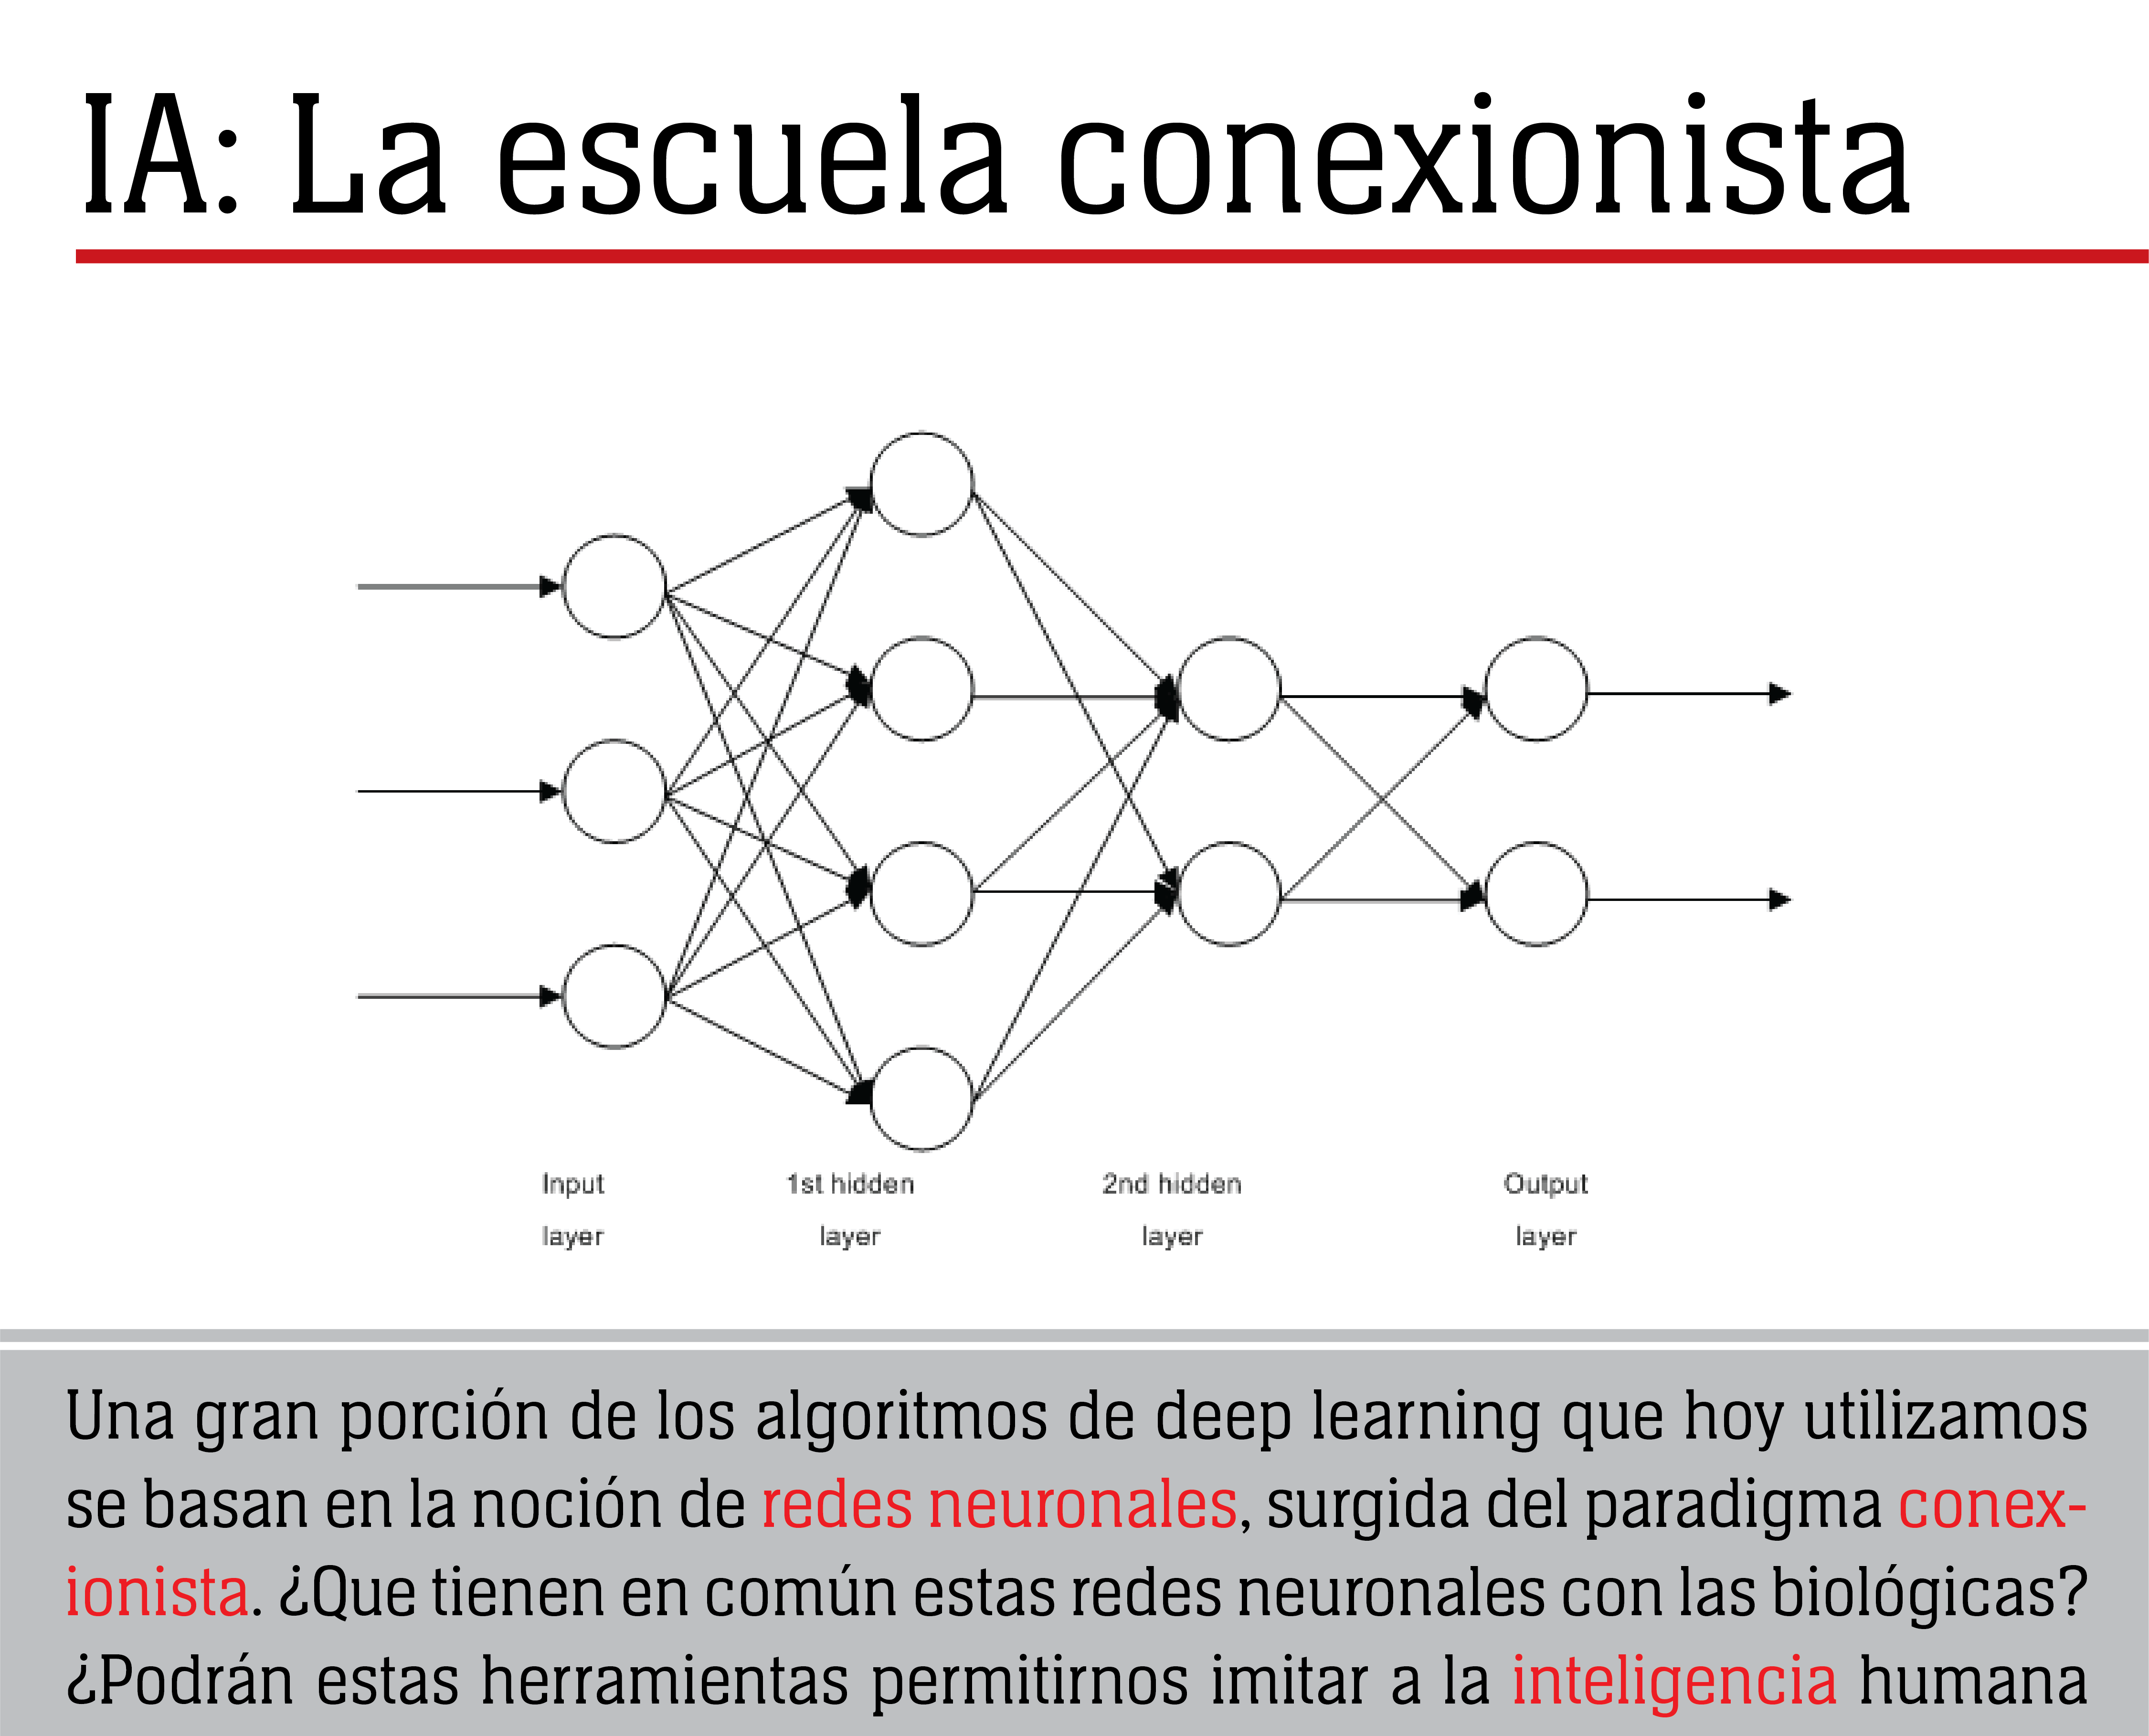 IA: La escuela conexionista
Input
layer
1st hidden
layer
2nd hidden
layer
Output
layer
Una gran porción de los algoritmos de deep learning que hoy utilizamos
se basan en la noción de redes neuronales, surgida del paradigma conex-
ionista. ¿Que tienen en común estas redes neuronales con las biológicas?
¿Podrán estas herramientas permitirnos imitar a la inteligencia humana